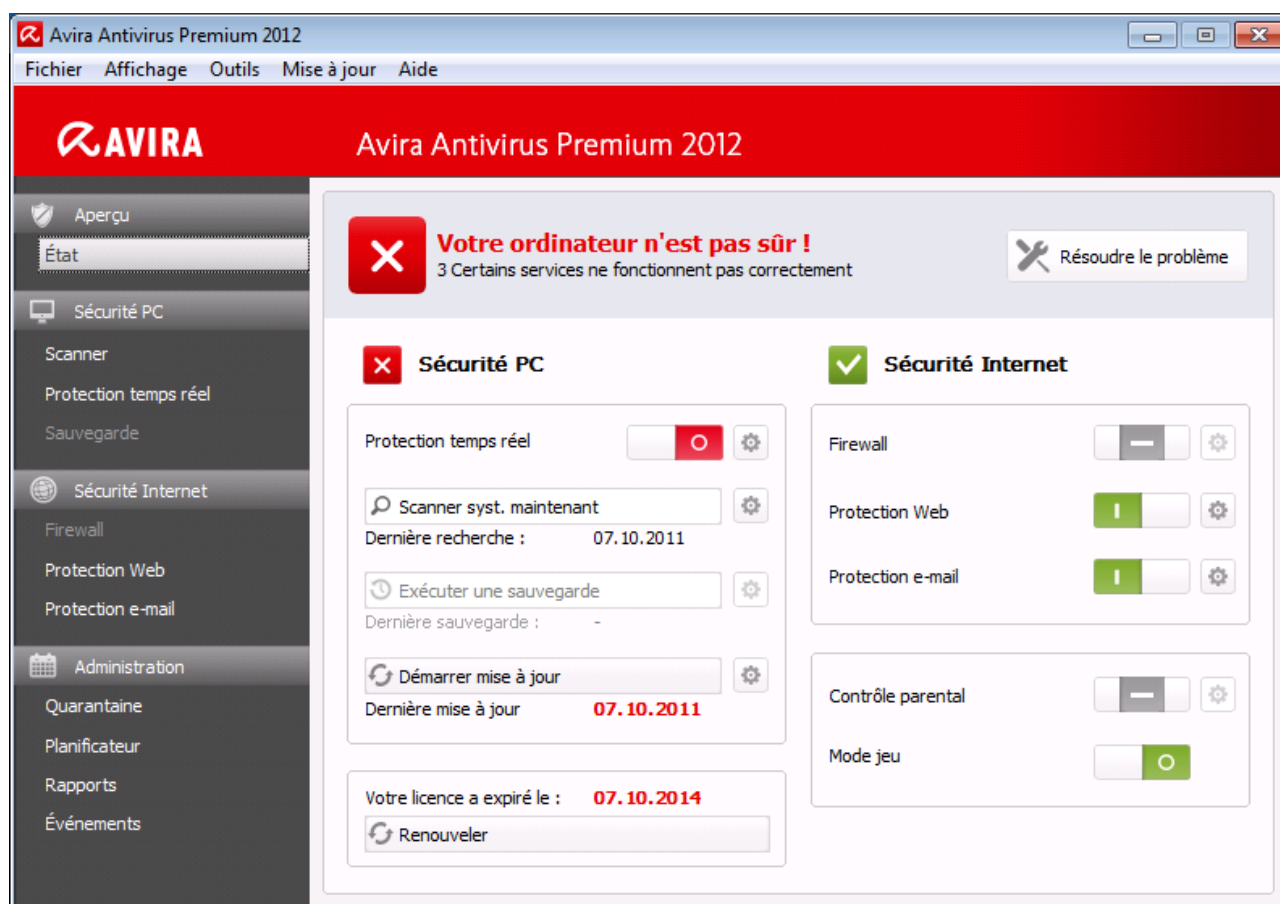 Avira Antivirus Premium 2012
Fichier Affichage Outils Mise à jour Aide
AVIRA
Avira Antivirus Premium 2012
Aperçu
État
Sécurité PC
Scanner
Protection temps réel
Sauvegarde
Sécurité Internet
Firewall
Protection Web
Protection e-mail
Administration
Quarantaine
Planificateur
Rapports
Événements
Votre ordinateur n'est pas sûr !
3 Certains services ne fonctionnent pas correctement
Résoudre le problème
Sécurité PC
Protection temps réel
Scanner syst. maintenant
Dernière recherche : 07.10.2011
Exécuter une sauvegarde
Dernière sauvegarde : -
Démarrer mise à jour
Dernière mise à jour 07.10.2011
Votre licence a expiré le : 07.10.2014
Renouveler
Sécurité Internet
Firewall
Protection Web
Protection e-mail
Contrôle parental
Mode jeu